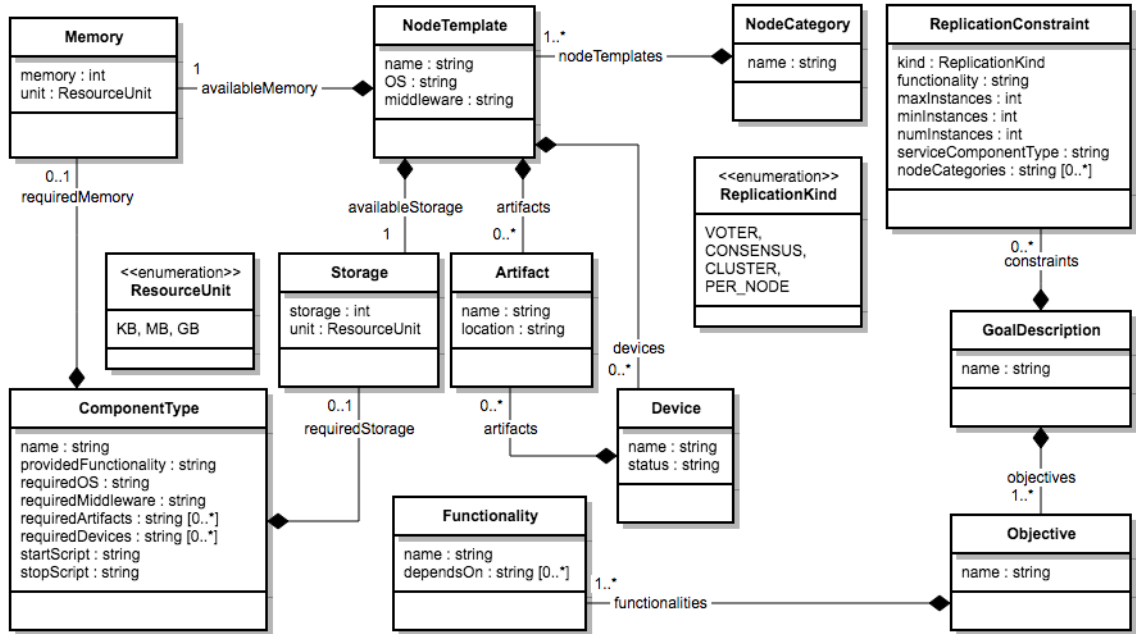 Memory
memory : int
unit : ResourceUnit
1
availableMemory
NodeTemplate
name : string
OS : string
middleware : string
1..*
nodeTemplates
NodeCategory
name : string
ReplicationConstraint
kind : ReplicationKind
functionality : string
maxInstances : int
minInstances : int
numInstances : int
serviceComponentType : string
nodeCategories : string [0..*]
0..1
requiredMemory
availableStorage
1
artifacts
0..*
<<enumeration>>
ReplicationKind
VOTER,
CONSENSUS,
CLUSTER,
PER_NODE
0..*
constraints
<<enumeration>>
ResourceUnit
KB, MB, GB
Storage
storage : int
unit : ResourceUnit
Artifact
name : string
location : string
devices
0..*
GoalDescription
name : string
ComponentType
name : string
providedFunctionality : string
requiredOS : string
requiredMiddleware : string
requiredArtifacts : string [0..*]
requiredDevices : string [0..*]
startScript : string
stopScript : string
0..1
requiredStorage
0..*
artifacts
Device
name : string
status : string
objectives
1..*
Functionality
name : string
dependsOn : string [0..*]
1..*
functionalities
Objective
name : string